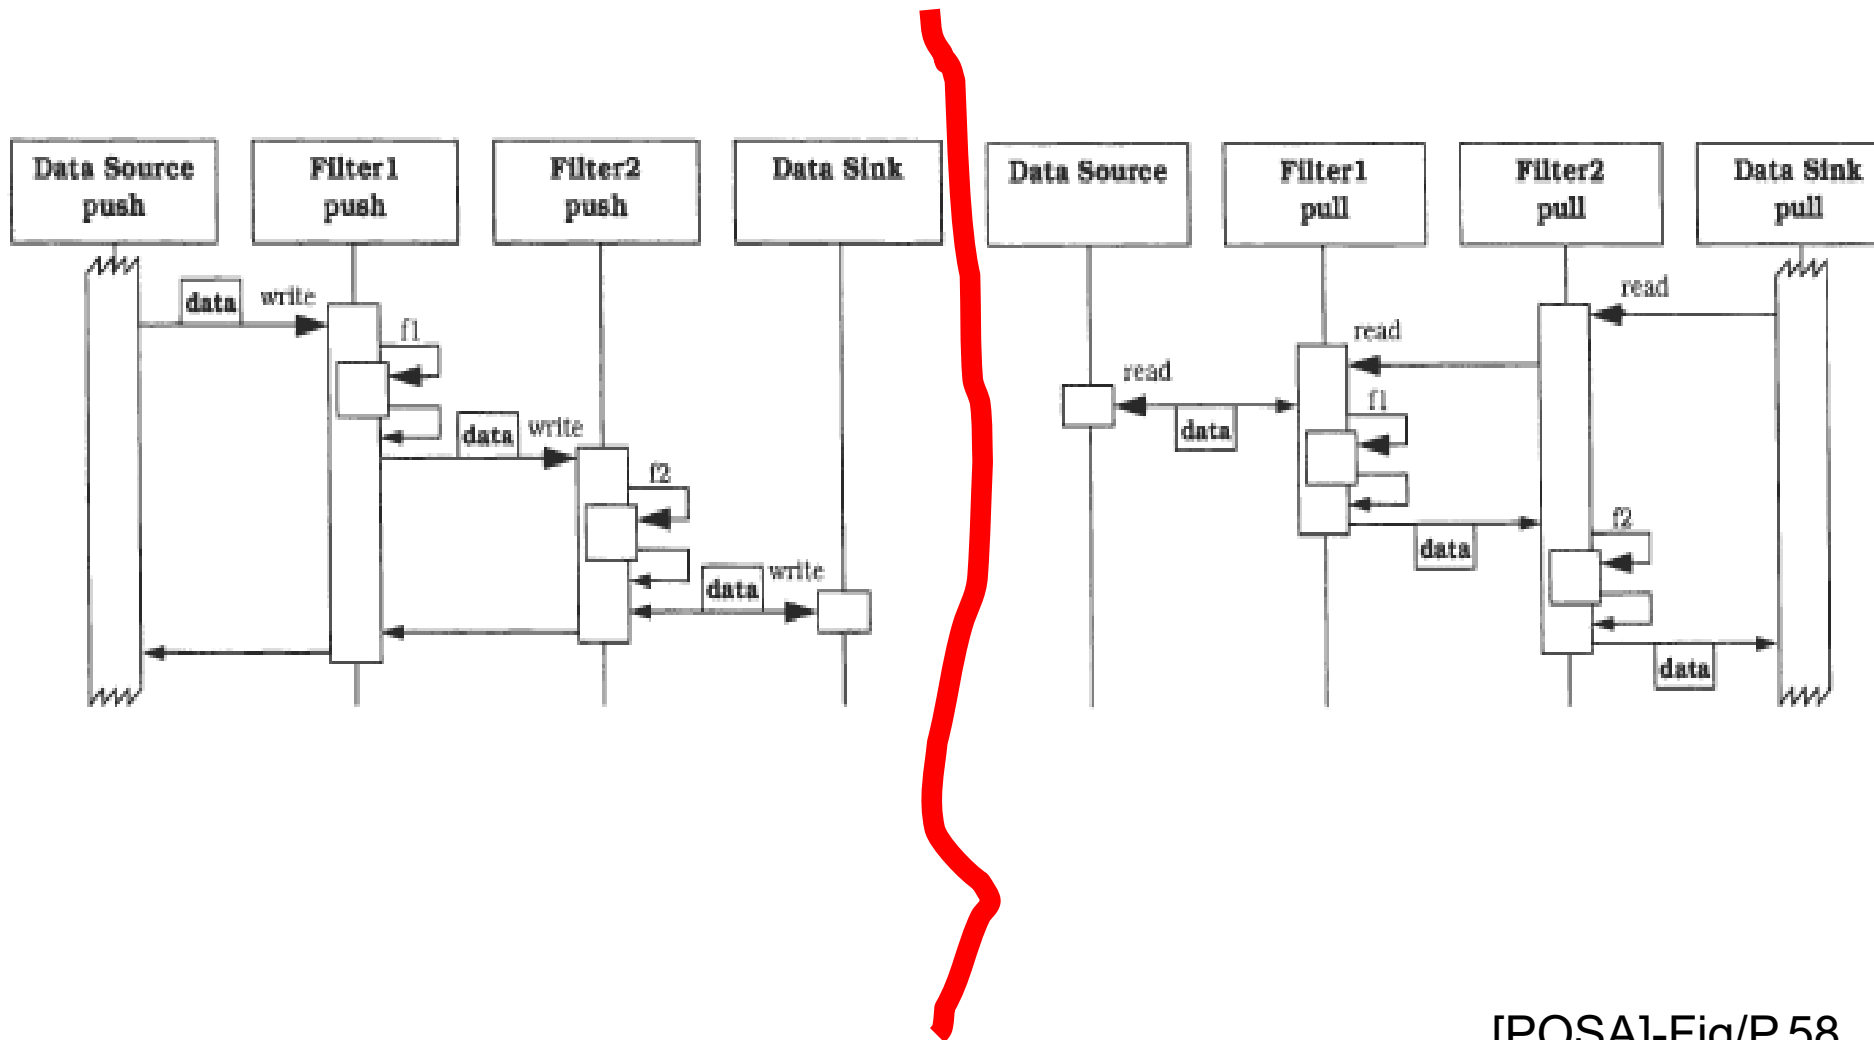 Data Source
push
Filter1
push
Filter2
push
Data Sink
data
write
f1
data
write
f2
data
write
Data Source
Filter1
pull
Filter2
pull
Data Sink
pull
read
read
read
data
f1
data
f2
data
[POSA]-Fig/P.58